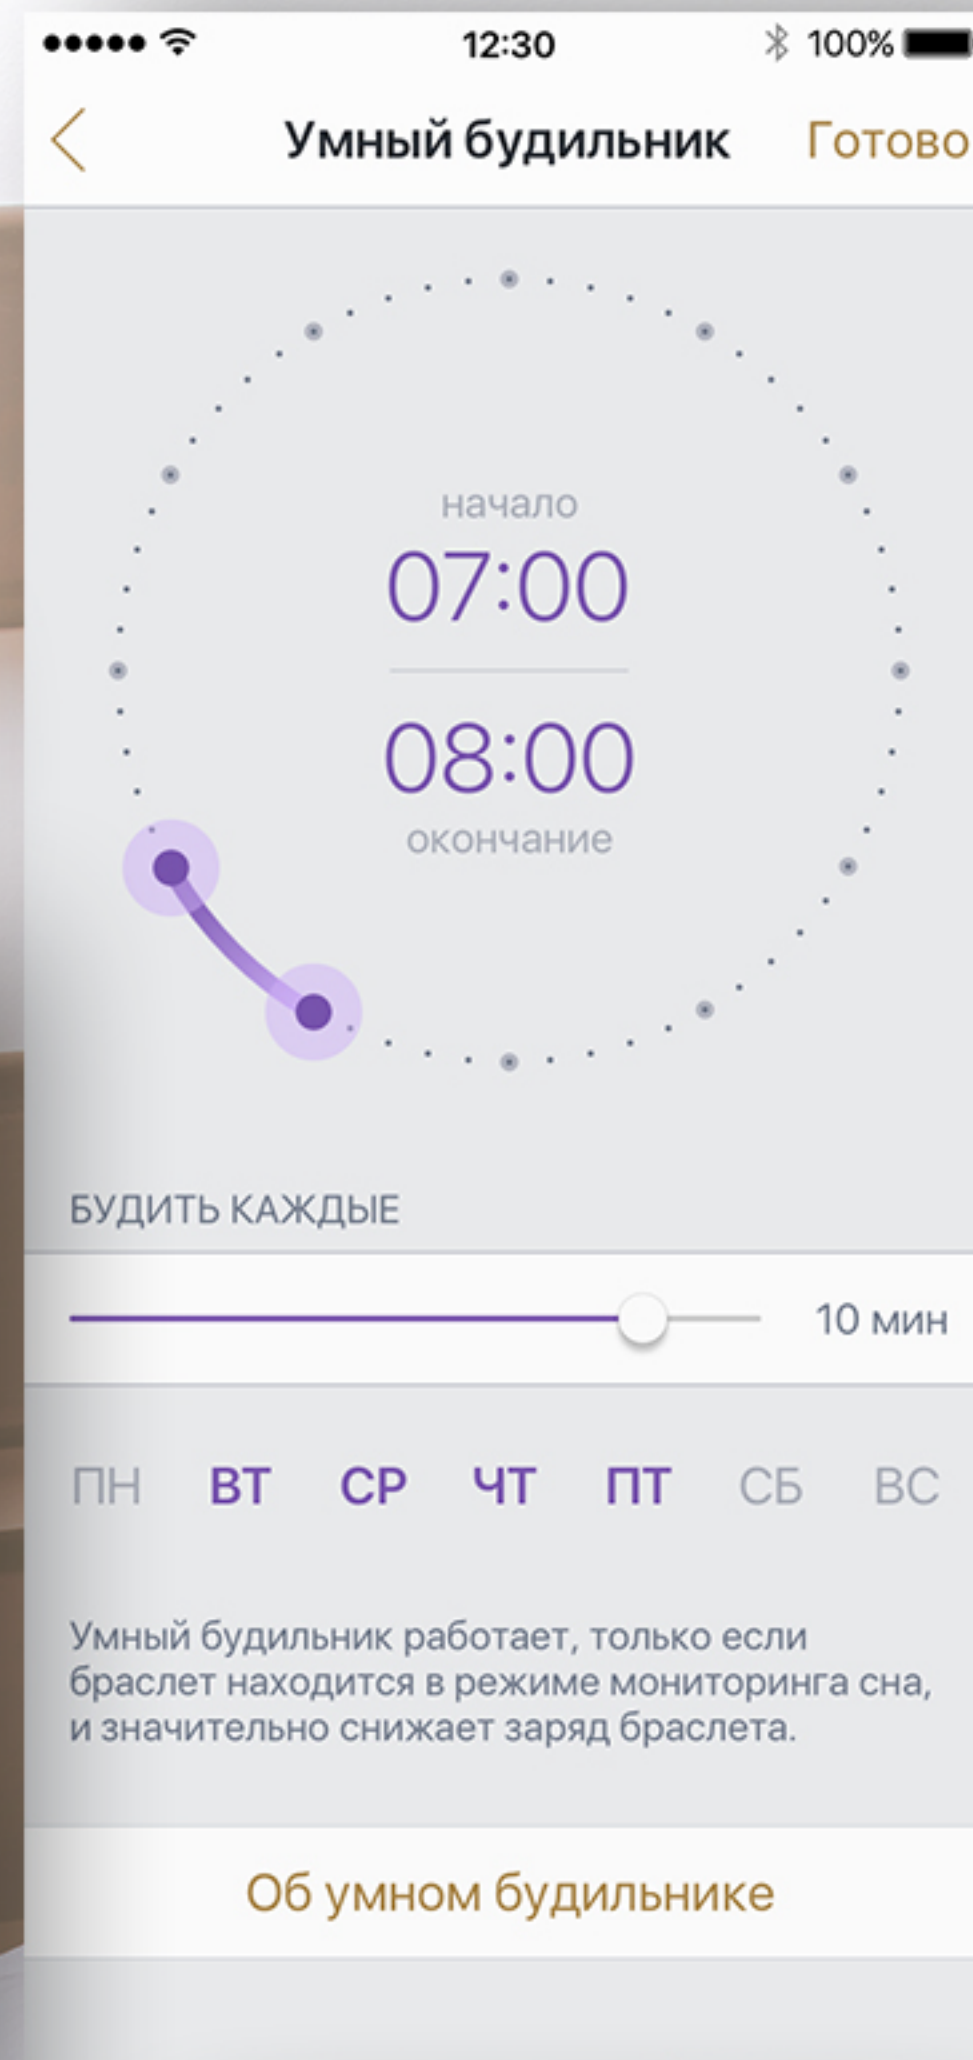 12:30 100%
Умный будильник Готово
начало
07:00
08:00
окончание
БУДИТЬ КАЖДЫЕ
10 мин
ПН ВТ СР ЧТ ПТ СБ ВС
Умный будильник работает, только если
браслет находится в режиме мониторинга сна,
и значительно снижает заряд браслета.
Об умном будильнике